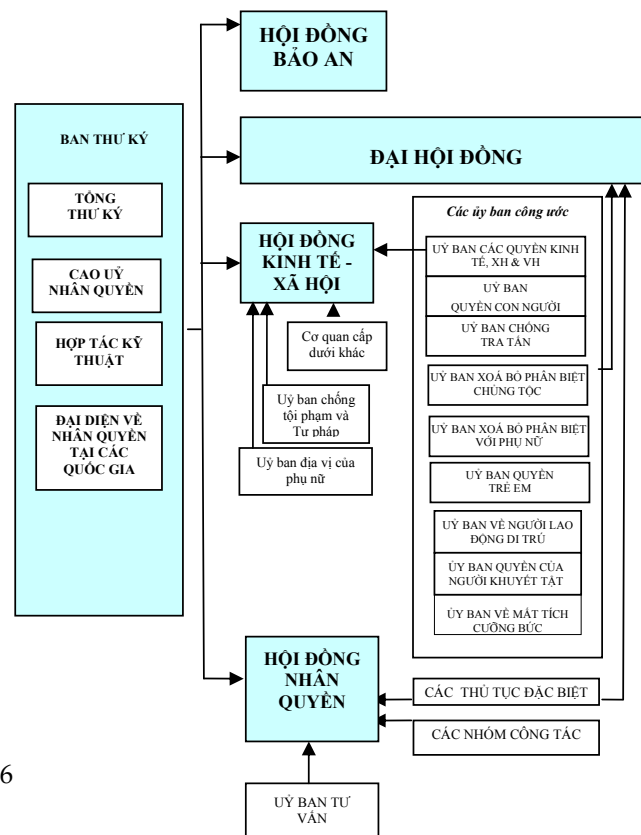 HỘI ĐỒNG
BẢO AN
BAN THƯ KÝ
TỔNG
THƯ KÝ
CAO UỶ
NHÂN QUYỀN
HỢP TÁC KỸ
THUẬT
ĐẠI DIỆN VỀ
NHÂN QUYỀN
TẠI CÁC
QUỐC GIA
ĐẠI HỘI ĐỒNG
HỘI ĐỒNG
KINH TẾ -
XÃ HỘI
Cơ quan cấp
dưới khác
Uỷ ban chống
tội phạm và
Tư pháp
Uỷ ban địa vị của
phụ nữ
Các ủy ban công ước
UỶ BAN CÁC QUYỀN KINH
TẾ, XH & VH
UỶ BAN
QUYỀN CON NGƯỜI
UỶ BAN CHỐNG
TRA TẤN
UỶ BAN XOÁ BỎ PHÂN BIỆT
CHỦNG TỘC
UỶ BAN XOÁ BỎ PHÂN BIỆT
VỚI PHỤ NỮ
UỶ BAN QUYỀN
TRẺ EM
UỶ BAN VỀ NGƯỜI LAO
ĐỘNG DI TRÚ
ỦY BAN QUYỀN CỦA
NGƯỜI KHUYẾT TẬT
ỦY BAN VỀ MẤT TÍCH
CƯỠNG BỨC
HỘI ĐỒNG
NHÂN
QUYỀN
CÁC THỦ TỤC ĐẶC BIỆT
CÁC NHÓM CÔNG TÁC
UỶ BAN TƯ
VẤN
6